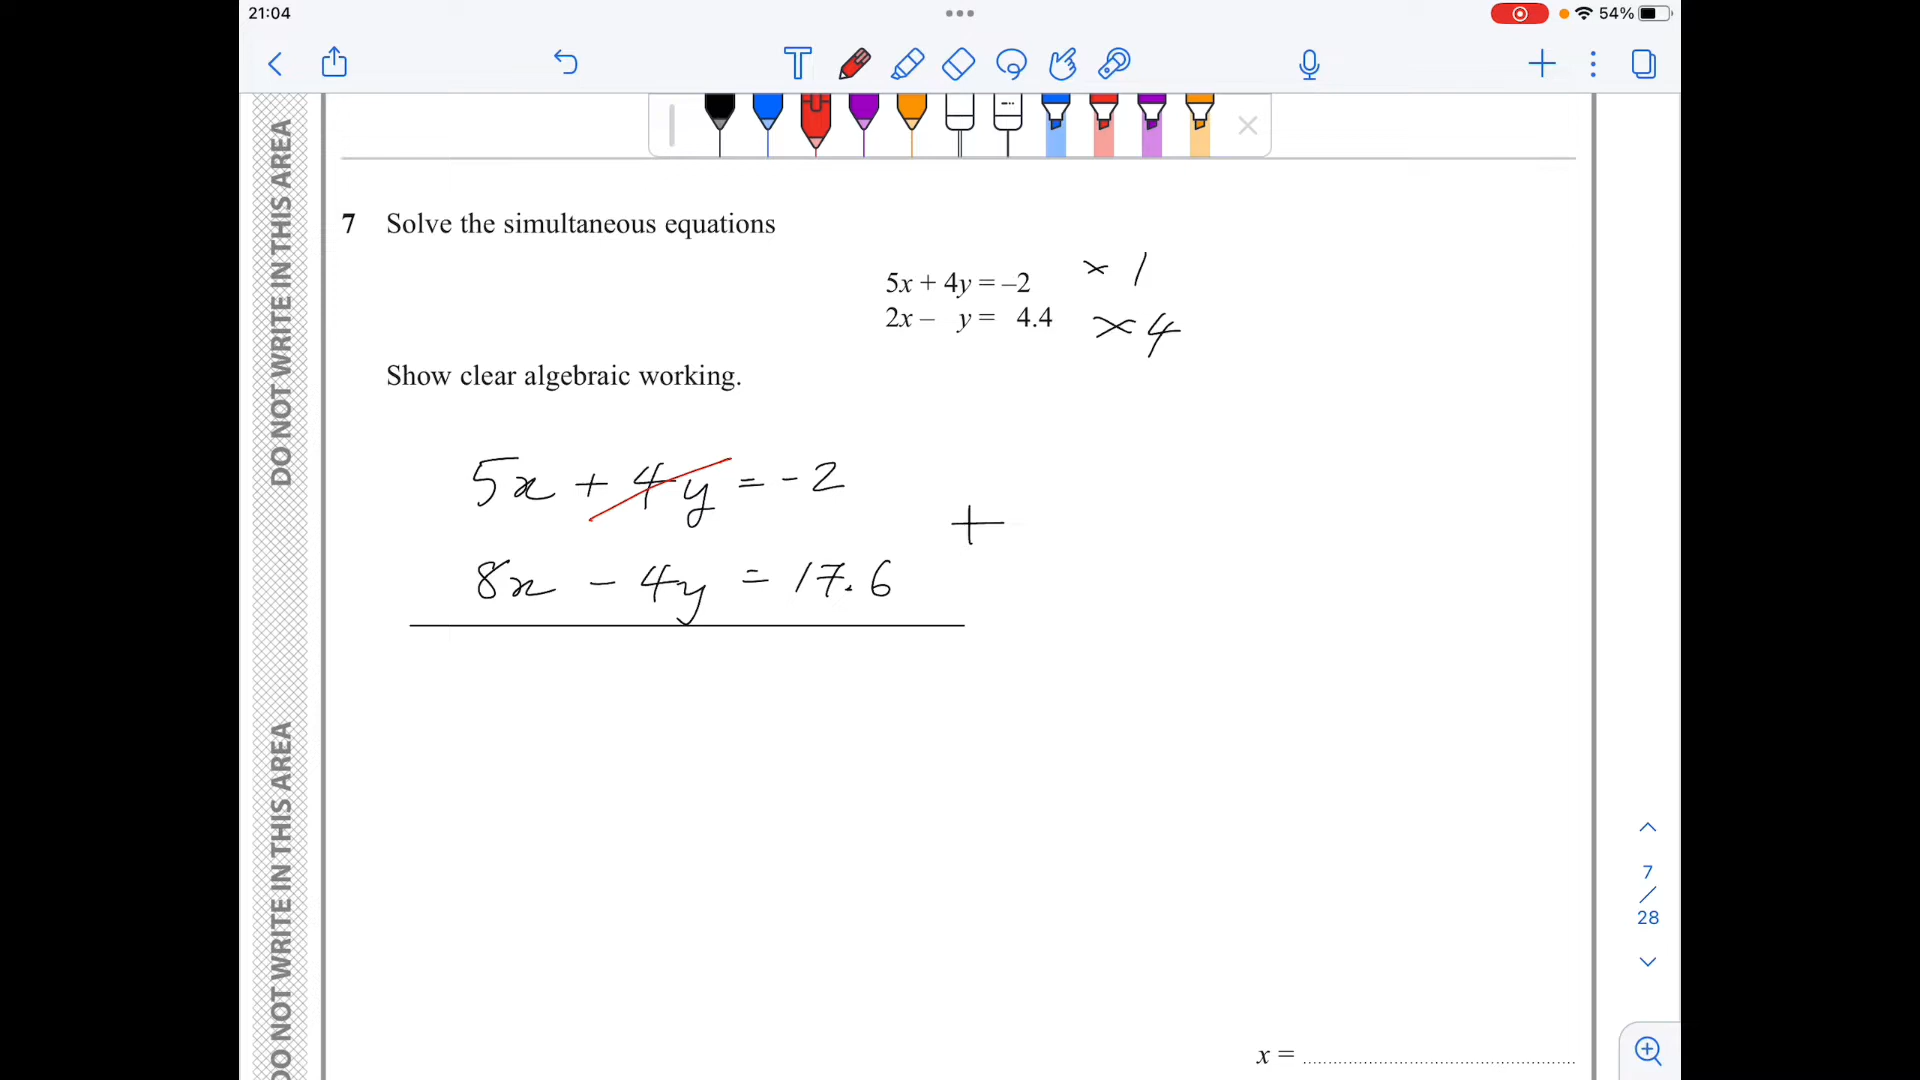 21:04
54%
T
DO NOT WRITE IN THIS AREA
7 Solve the simultaneous equations
5x + 4y = –2 × 1
2x – y = 4.4 × 4
Show clear algebraic working.
5x + 4y = -2
+
8x - 4y = 17.6
DO NOT WRITE IN THIS AREA
7
/
28
x = ........................................